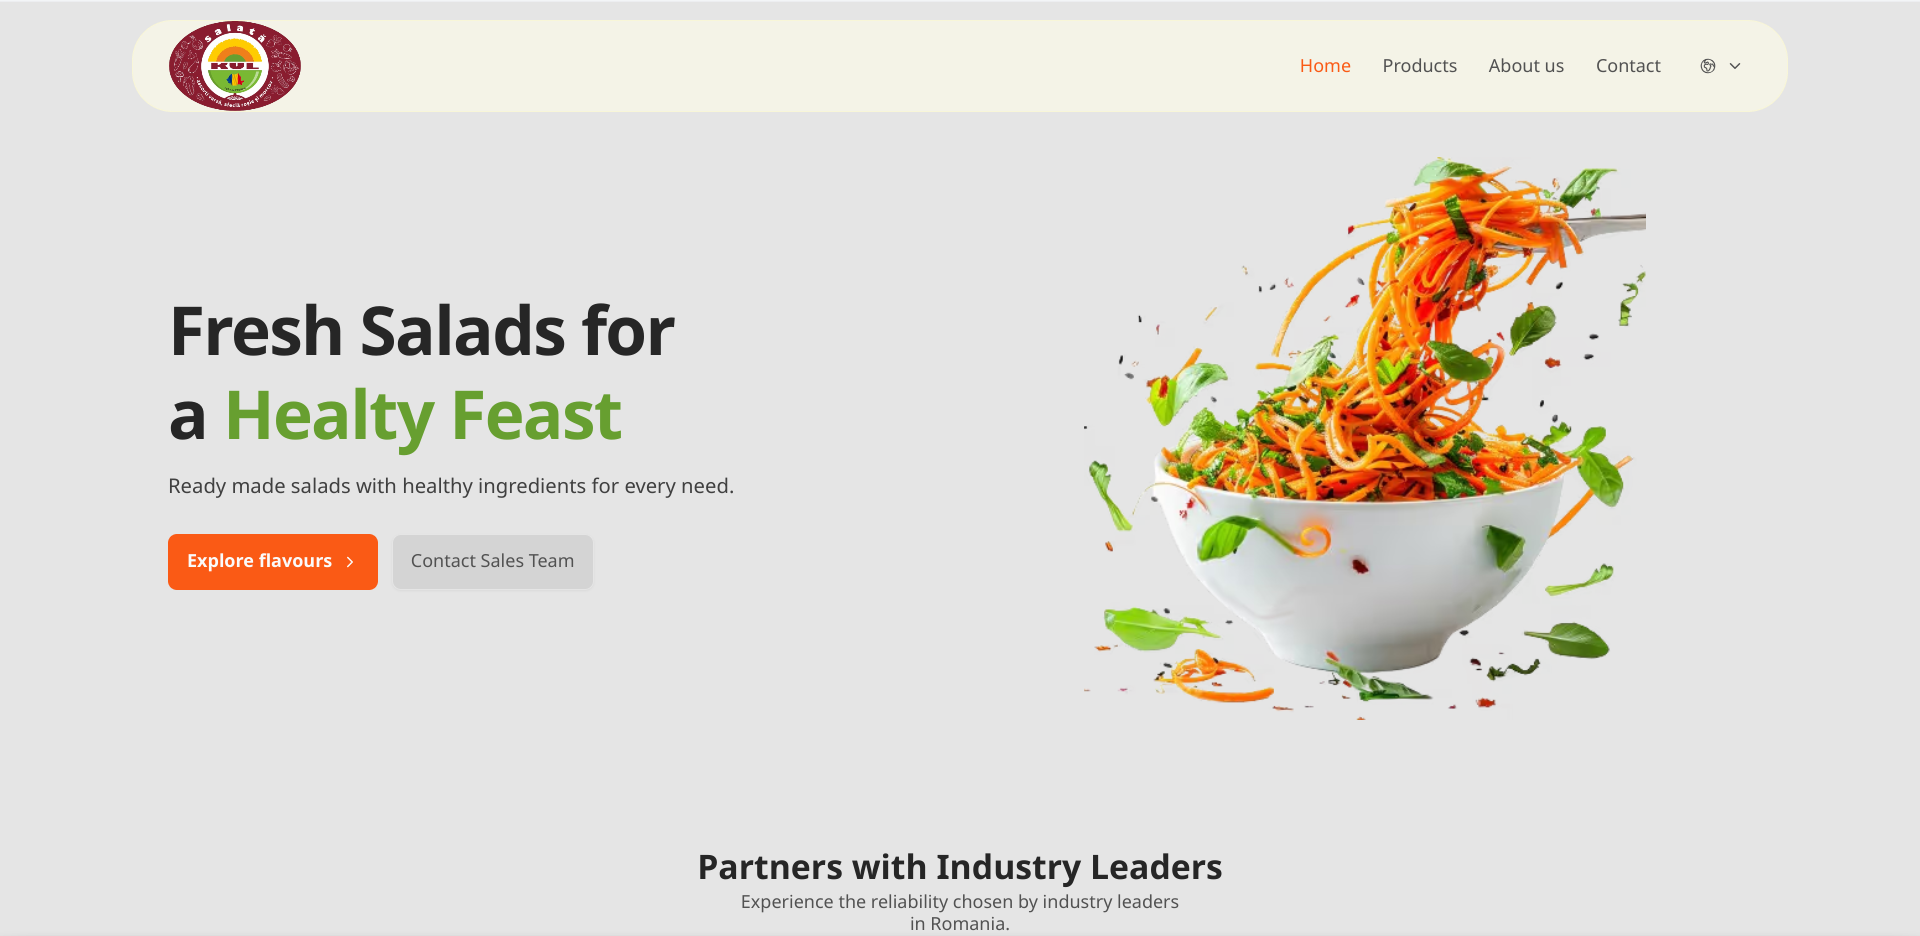 salată
KUL
Home
Products
About us
Contact
Fresh Salads for
a Healty Feast
Ready made salads with healthy ingredients for every need.
Explore flavours
Contact Sales Team
Partners with Industry Leaders
Experience the reliability chosen by industry leaders
in Romania.